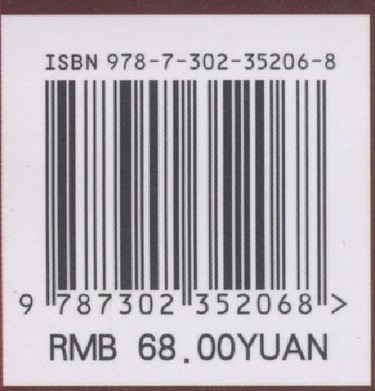 ISBN 978-7-302-35206-8
9 787302 352068 >
RMB 68.00YUAN